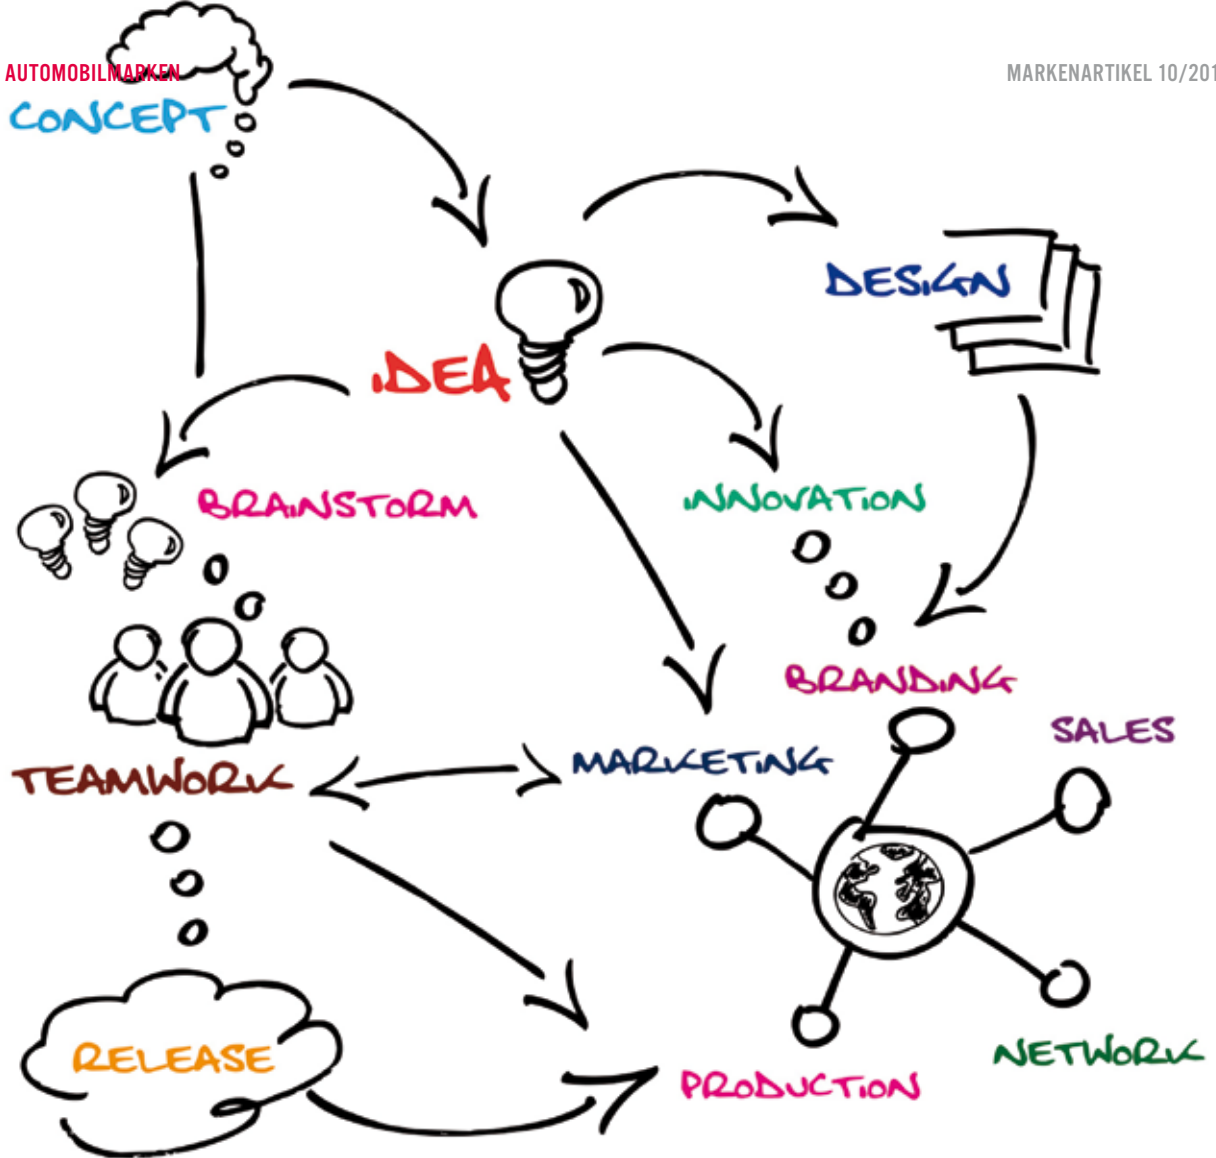 AUTOMOBILMARKEN
MARKENARTIKEL 10/201
CONCEPT
DESIGN
IDEA
BRAINSTORM
INNOVATION
BRANDING
SALES
TEAMWORK
MARKETING
RELEASE
NETWORK
PRODUCTION